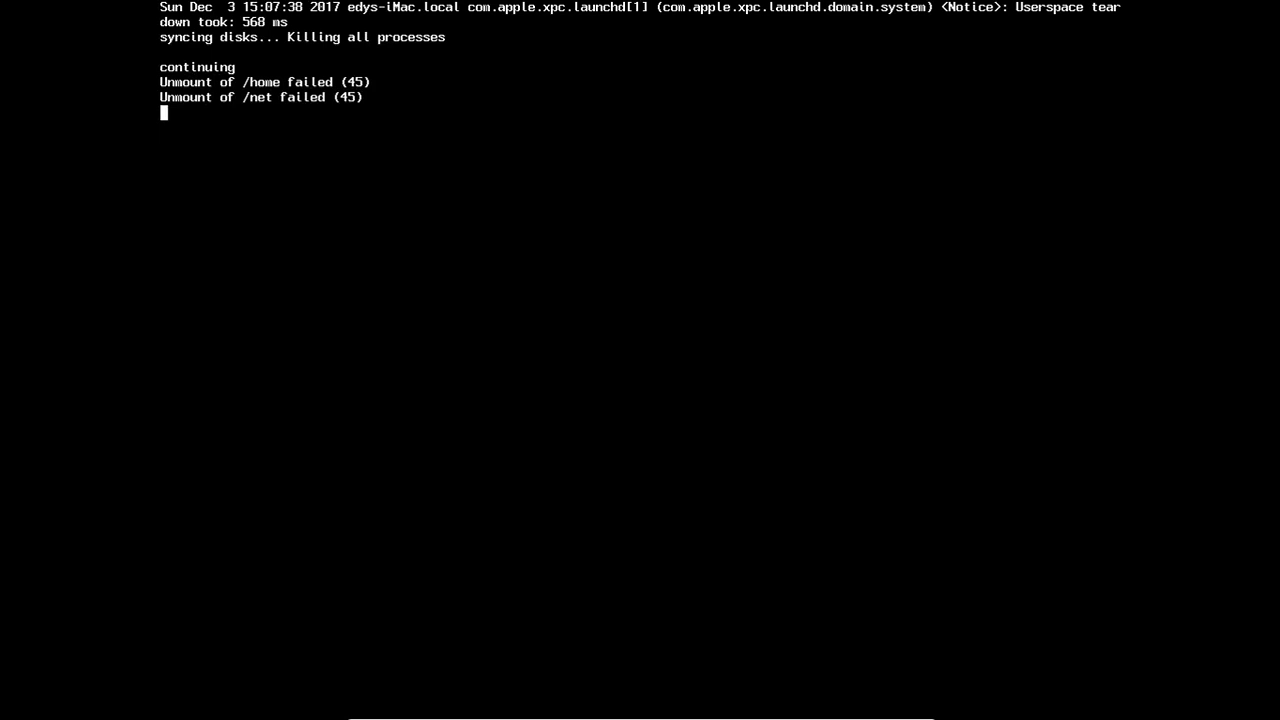 Sun Dec  3 15:07:38 2017 edys-iMac.local com.apple.xpc.launchd[1] (com.apple.xpc.launchd.domain.system) <Notice>: Userspace tear
down took: 568 ms
syncing disks... Killing all processes
continuing
Unmount of /home failed (45)
Unmount of /net failed (45)